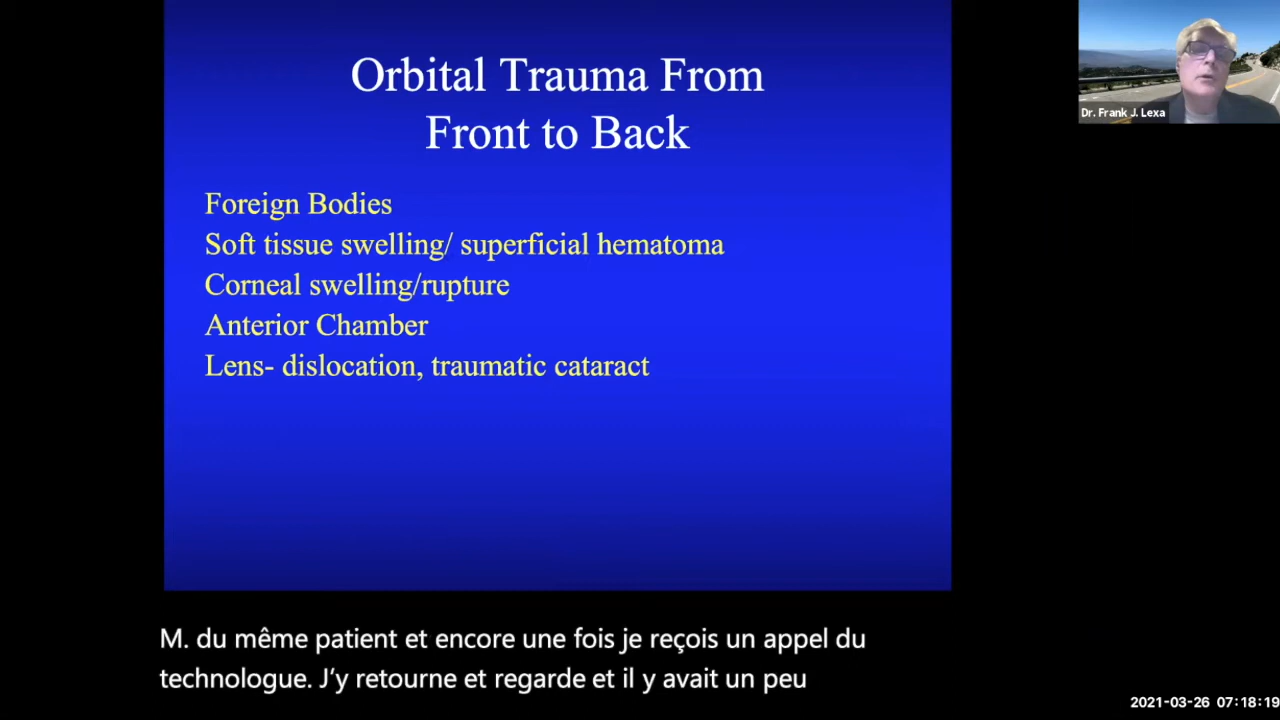 Orbital Trauma From
Front to Back
Foreign Bodies
Soft tissue swelling/ superficial hematoma
Corneal swelling/rupture
Anterior Chamber
Lens- dislocation, traumatic cataract
Dr. Frank J. Lexa
M. du même patient et encore une fois je reçois un appel du
technologue. J’y retourne et regarde et il y avait un peu
2021-03-26 07:18:19